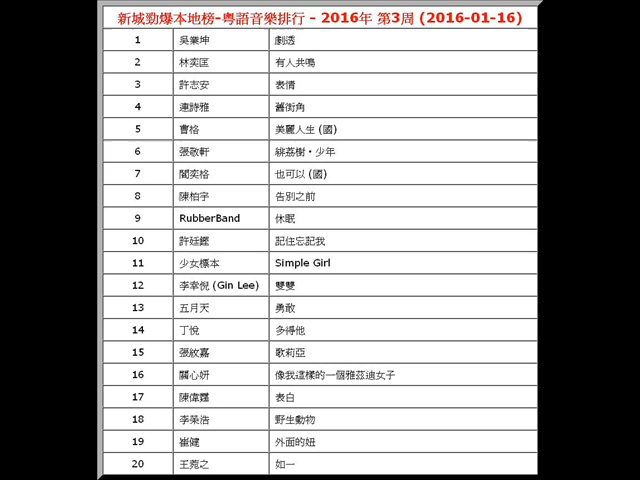 新城勁爆本地榜-粵語音樂排行 - 2016年 第3周 (2016-01-16)
1 吳業坤 劇透
2 林奕匡 有人共鳴
3 許志安 表情
4 連詩雅 舊街角
5 曹格 美麗人生 (國)
6 張敬軒 緋荔樹‧少年
7 閻奕格 也可以 (國)
8 陳柏宇 告別之前
9 RubberBand 休眠
10 許廷鏗 記住忘記我
11 少女標本 Simple Girl
12 李幸倪 (Gin Lee) 雙雙
13 五月天 勇敢
14 丁悅 多得他
15 張紋嘉 歌莉亞
16 關心妍 像我這樣的一個雅茲迪女子
17 陳偉霆 表白
18 李榮浩 野生動物
19 崔健 外面的妞
20 王菀之 如一